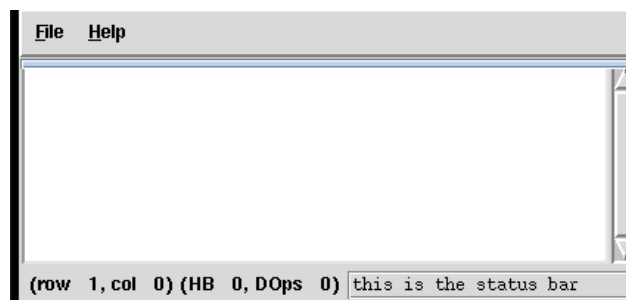 File Help
(row 1, col 0) (HB 0, DOps 0) this is the status bar